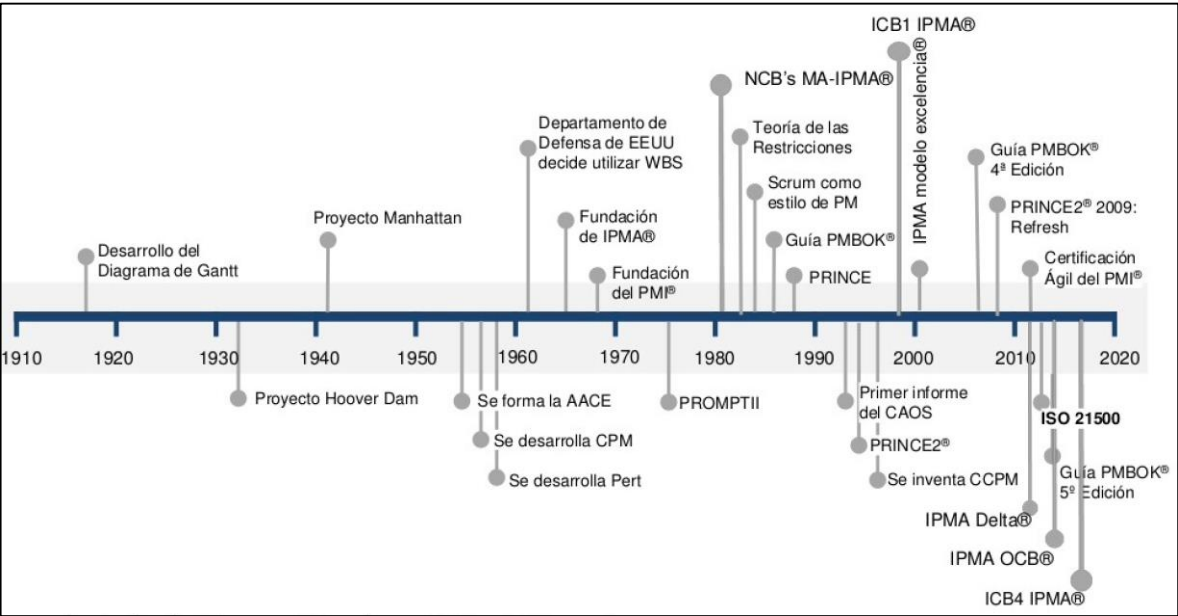 ICB1 IPMA®
IPMA modelo excelencia®
NCB's MA-IPMA®
Departamento de
Defensa de EEUU
decide utilizar WBS
Teoría de las
Restricciones
Guía PMBOK®
4ª Edición
Scrum como
estilo de PM
PRINCE2® 2009:
Refresh
Proyecto Manhattan
Fundación
de IPMA®
Guía PMBOK®
Desarrollo del
Diagrama de Gantt
Fundación
del PMI®
PRINCE
Certificación
Ágil del PMI®
1910 1920 1930 1940 1950 1960 1970 1980 1990 2000 2010 2020
Proyecto Hoover Dam
Se forma la AACE
PROMPTII
Primer informe
del CAOS
ISO 21500
Se desarrolla CPM
PRINCE2®
Se desarrolla Pert
Se inventa CCPM
Guía PMBOK®
5º Edición
IPMA Delta®
IPMA OCB®
ICB4 IPMA®